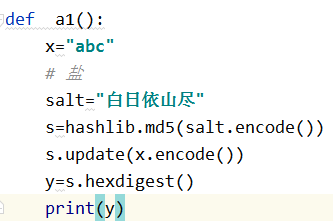 def  a1():
    x="abc"
    # 盐
    salt="白日依山尽"
    s=hashlib.md5(salt.encode())
    s.update(x.encode())
    y=s.hexdigest()
    print(y)